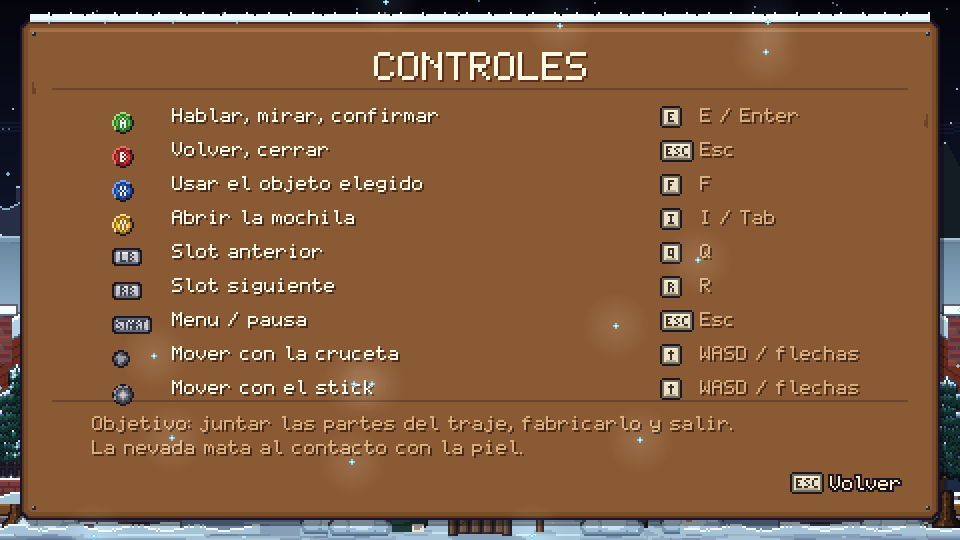 CONTROLES
A Hablar, mirar, confirmar E E / Enter
B Volver, cerrar ESC Esc
X Usar el objeto elegido F F
Y Abrir la mochila I I / Tab
LB Slot anterior Q Q
RB Slot siguiente R R
START Menu / pausa ESC Esc
Mover con la cruceta ↑ WASD / flechas
Mover con el stick ↑ WASD / flechas
Objetivo: juntar las partes del traje, fabricarlo y salir.
La nevada mata al contacto con la piel.
ESC Volver